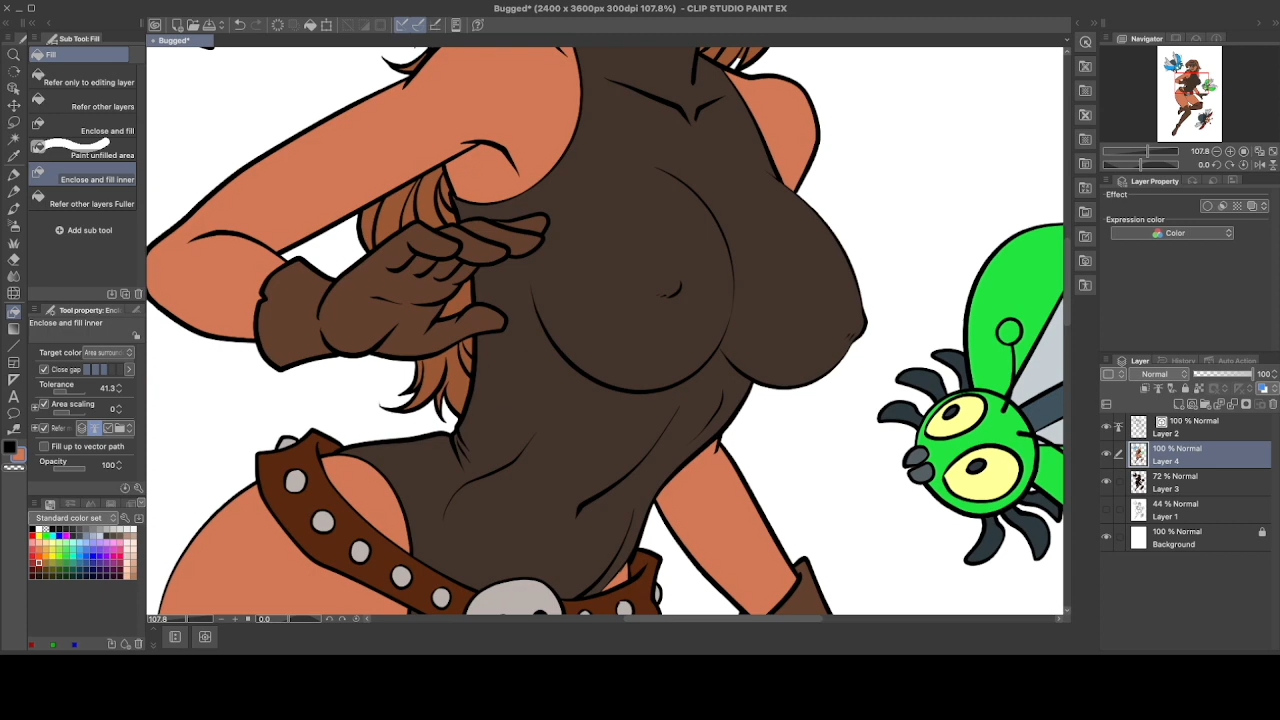 Bugged* (2400 x 3600px 300dpi 107.8%) - CLIP STUDIO PAINT EX
Sub Tool: Fill
Bugged*
Navigator
Fill
Refer only to editing layer
Refer other layers
Enclose and fill
Paint unfilled area
Enclose and fill inner
Refer other layers Fuller
Add sub tool
Tool property: Encl
Enclose and fill inner
Target color
Close gap
Tolerance
41.3
Area scaling
0
Fill up to vector path
Opacity
100
Standard color set
107.8
0.0
107.8
0.0
Layer Property
Effect
Expression color
Color
Layer
History
Auto Action
Normal
100
100 % Normal
Layer 2
100 % Normal
Layer 4
72 % Normal
Layer 3
44 % Normal
Layer 1
100 % Normal
Background